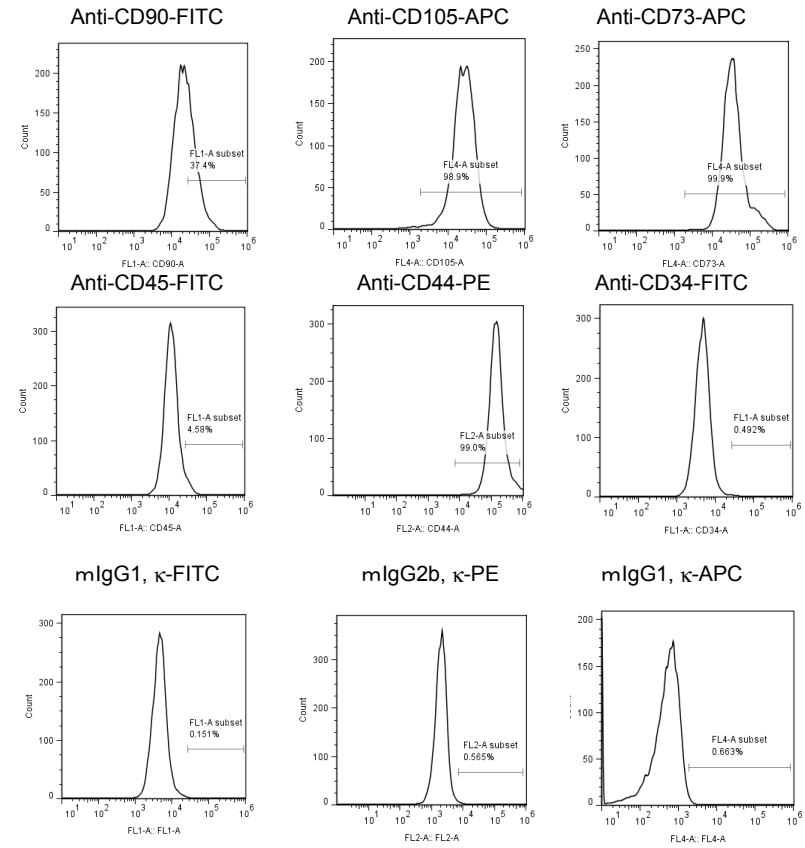 Anti-CD90-FITC
Anti-CD105-APC
Anti-CD73-APC
200
150
100
50
0
Count
FL1-A subset
37.4%
10^1 10^2 10^3 10^4 10^5 10^6
FL1-A:: CD90-A
200
150
100
50
0
Count
FL4-A subset
98.9%
10^1 10^2 10^3 10^4 10^5 10^6
FL4-A:: CD105-A
250
200
150
100
50
0
Count
FL4-A subset
99.9%
10^1 10^2 10^3 10^4 10^5 10^6
FL4-A:: CD73-A
Anti-CD45-FITC
Anti-CD44-PE
Anti-CD34-FITC
300
200
100
0
Count
FL1-A subset
4.58%
10^1 10^2 10^3 10^4 10^5 10^6
FL1-A:: CD45-A
300
200
100
0
Count
FL2-A subset
99.0%
10^1 10^2 10^3 10^4 10^5 10^6
FL2-A:: CD44-A
300
200
100
0
Count
FL1-A subset
0.492%
10^1 10^2 10^3 10^4 10^5 10^6
FL1-A:: CD34-A
mIgG1, κ-FITC
mIgG2b, κ-PE
mIgG1, κ-APC
300
200
100
0
Count
FL1-A subset
0.151%
10^1 10^2 10^3 10^4 10^5 10^6
FL1-A:: FL1-A
300
200
100
0
Count
FL2-A subset
0.565%
10^1 10^2 10^3 10^4 10^5 10^6
FL2-A:: FL2-A
200
150
100
50
0
FL4-A subset
0.663%
10^1 10^2 10^3 10^4 10^5 10^6
FL4-A:: FL4-A